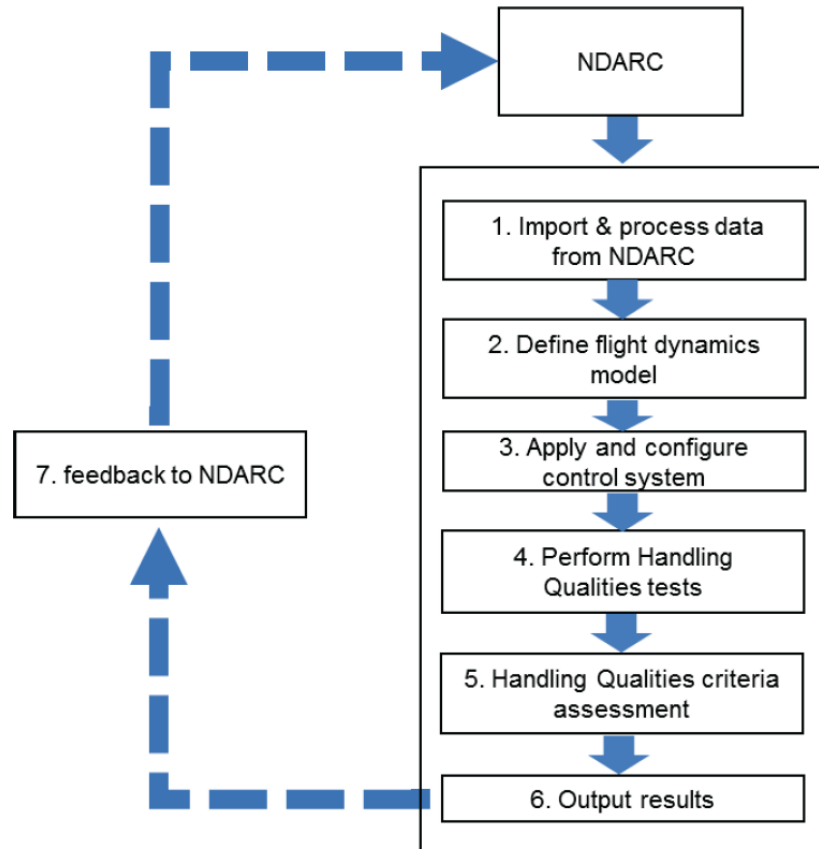 NDARC
1. Import & process data
from NDARC
2. Define flight dynamics
model
3. Apply and configure
control system
4. Perform Handling
Qualities tests
5. Handling Qualities criteria
assessment
6. Output results
7. feedback to NDARC